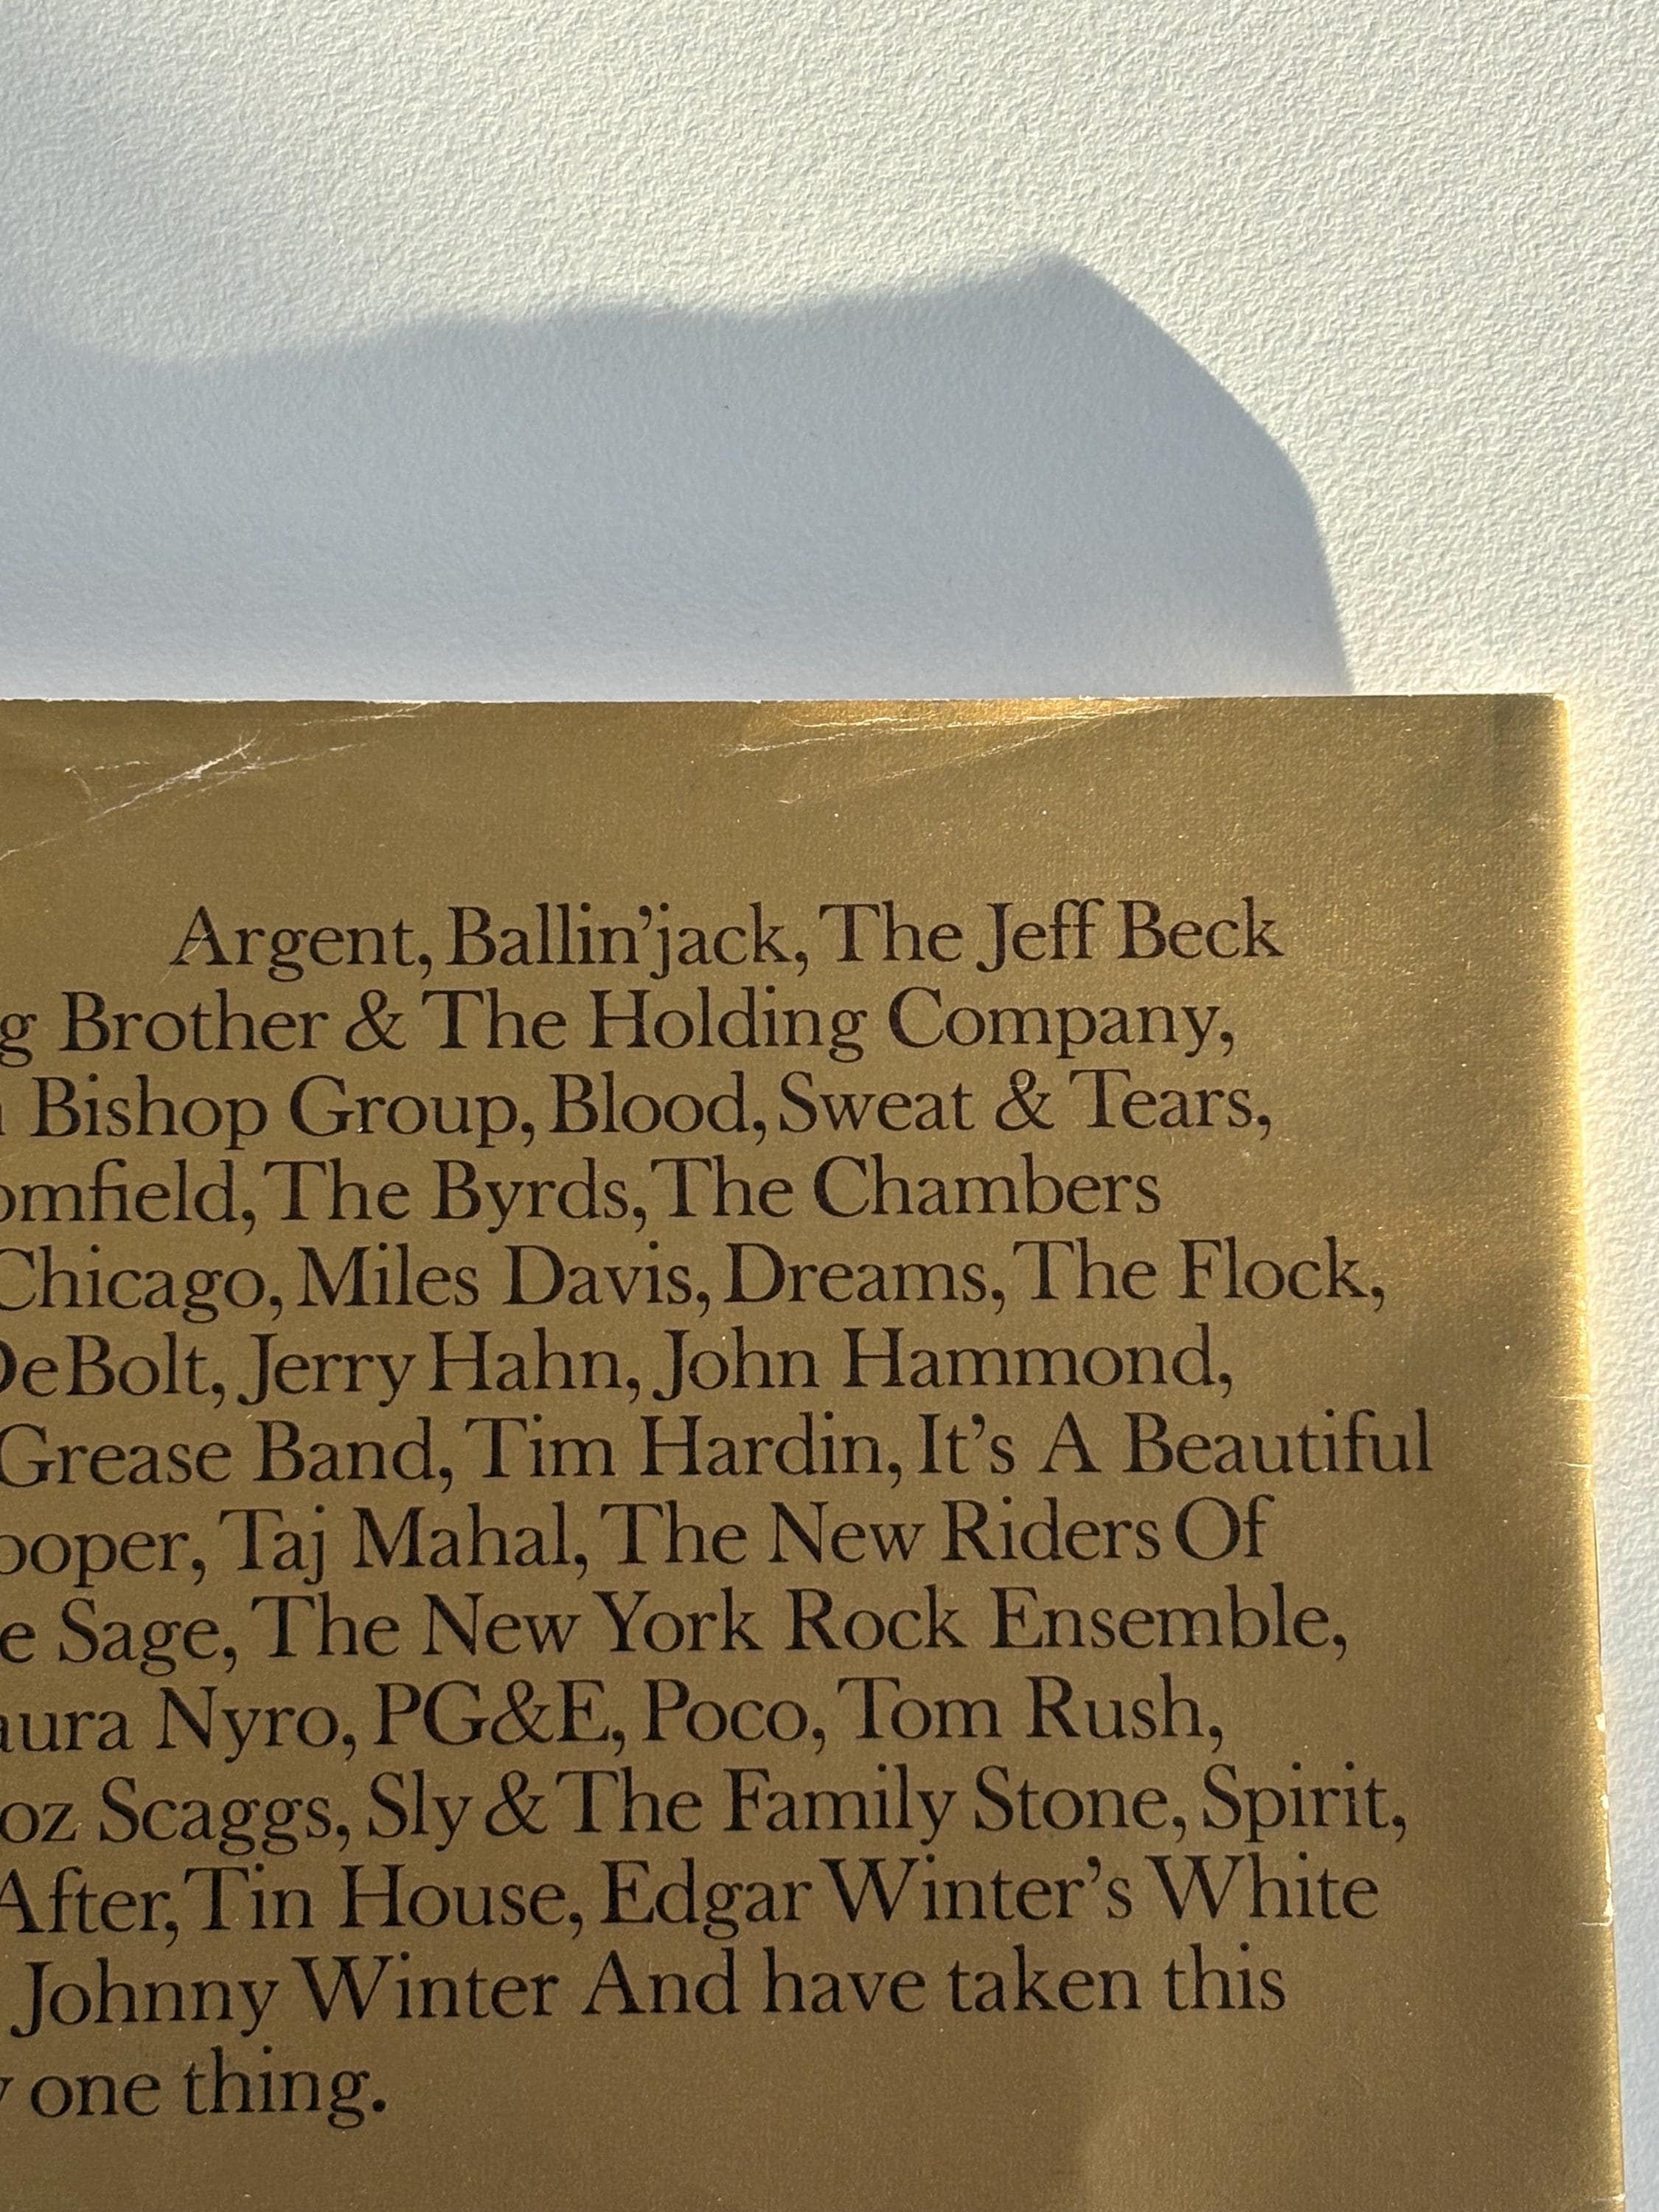 Argent, Ballin'jack, The Jeff Beck
Brother & The Holding Company,
Bishop Group, Blood, Sweat & Tears,
omfield, The Byrds, The Chambers
Chicago, Miles Davis, Dreams, The Flock,
DeBolt, Jerry Hahn, John Hammond,
Grease Band, Tim Hardin, It's A Beautiful
ooper, Taj Mahal, The New Riders Of
e Sage, The New York Rock Ensemble,
aura Nyro, PG&E, Poco, Tom Rush,
oz Scaggs, Sly & The Family Stone, Spirit,
After, Tin House, Edgar Winter's White
Johnny Winter And have taken this
one thing.